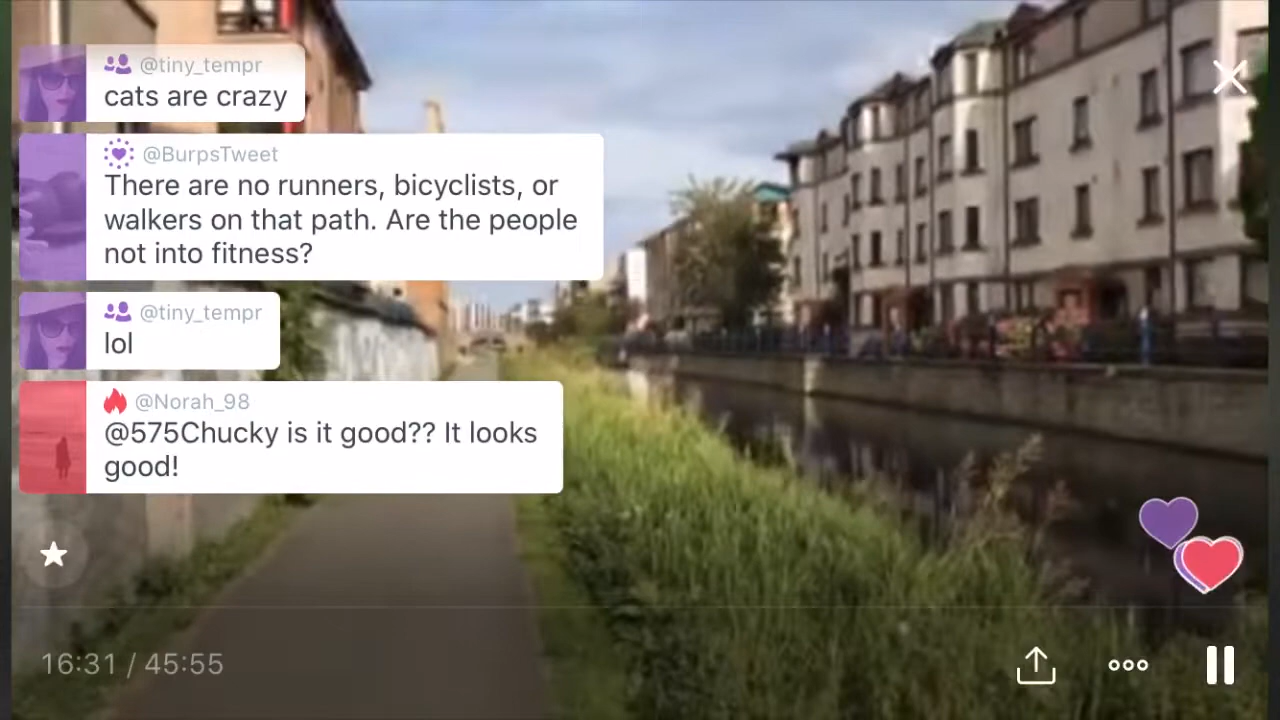 @tiny_tempr
cats are crazy
@BurpsTweet
There are no runners, bicyclists, or
walkers on that path. Are the people
not into fitness?
@tiny_tempr
lol
@Norah_98
@575Chucky is it good?? It looks
good!
16:31 / 45:55